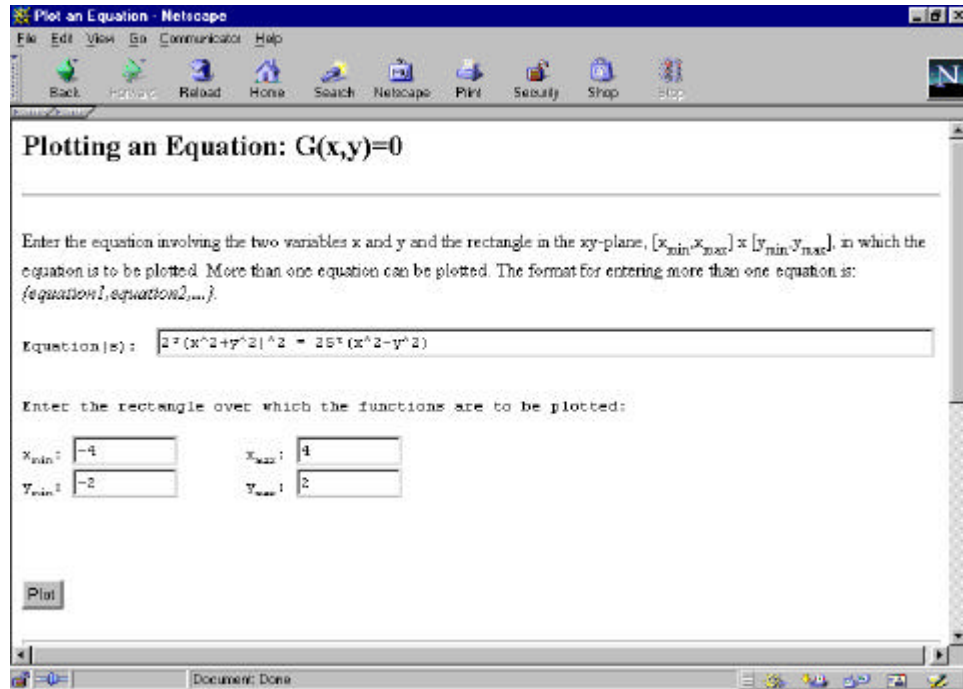 Plot an Equation - Netscape
File Edit View Go Communicator Help
Back Forward Reload Home Search Netscape Print Security Shop Stop
Plotting an Equation: G(x,y)=0
Enter the equation involving the two variables x and y and the rectangle in the xy-plane, [xmin,xmax] x [ymin,ymax], in which the
equation is to be plotted. More than one equation can be plotted. The format for entering more than one equation is:
{equation1,equation2,...}.
Equation(s): 2*(x^2+y^2)^2 = 25*(x^2-y^2)
Enter the rectangle over which the functions are to be plotted:
xmin: -4 xmax: 4
ymin: -2 ymax: 2
Plot
Document: Done